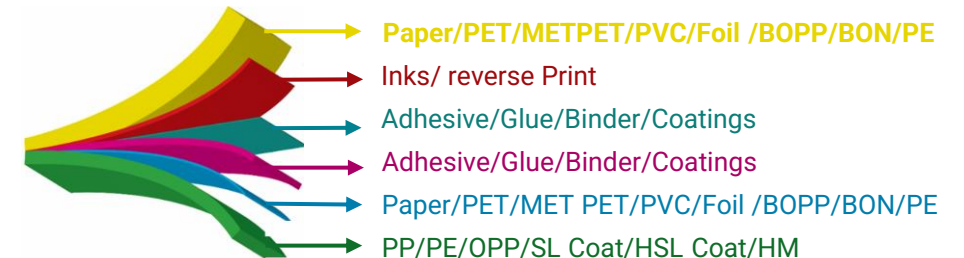 Paper/PET/METPET/PVC/Foil /BOPP/BON/PE
Inks/ reverse Print
Adhesive/Glue/Binder/Coatings
Adhesive/Glue/Binder/Coatings
Paper/PET/MET PET/PVC/Foil /BOPP/BON/PE
PP/PE/OPP/SL Coat/HSL Coat/HM